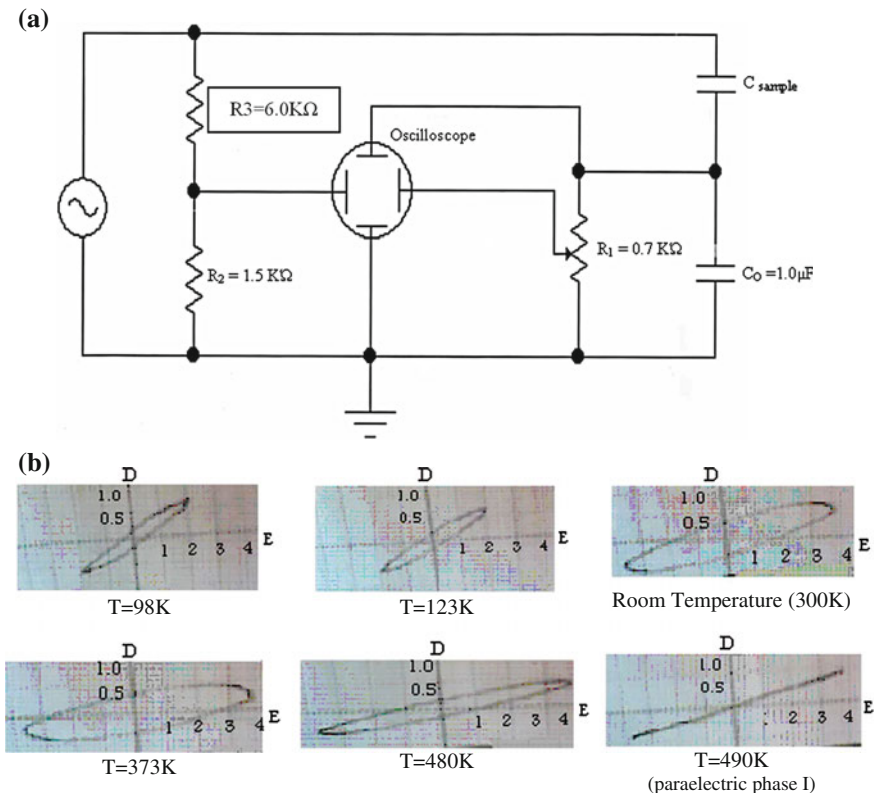 (a)
C sample
R3=6.0KΩ
Oscilloscope
R2 = 1.5 KΩ
R1 = 0.7 KΩ
C0 =1.0μF
(b)
D
1.0
0.5
1 2 3 4 E
T=98K
D
1.0
0.5
1 2 3 4 E
T=123K
D
1.0
0.5
1 2 3 4 E
Room Temperature (300K)
D
1.0
0.5
1 2 3 4 E
T=373K
D
1.0
0.5
1 2 3 4 E
T=480K
D
1.0
0.5
1 2 3 4 E
T=490K
(paraelectric phase I)